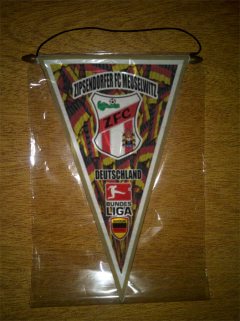 ZIPSENDORFER FC MEUSELWITZ
ZFC
DEUTSCHLAND
BUNDES
LIGA